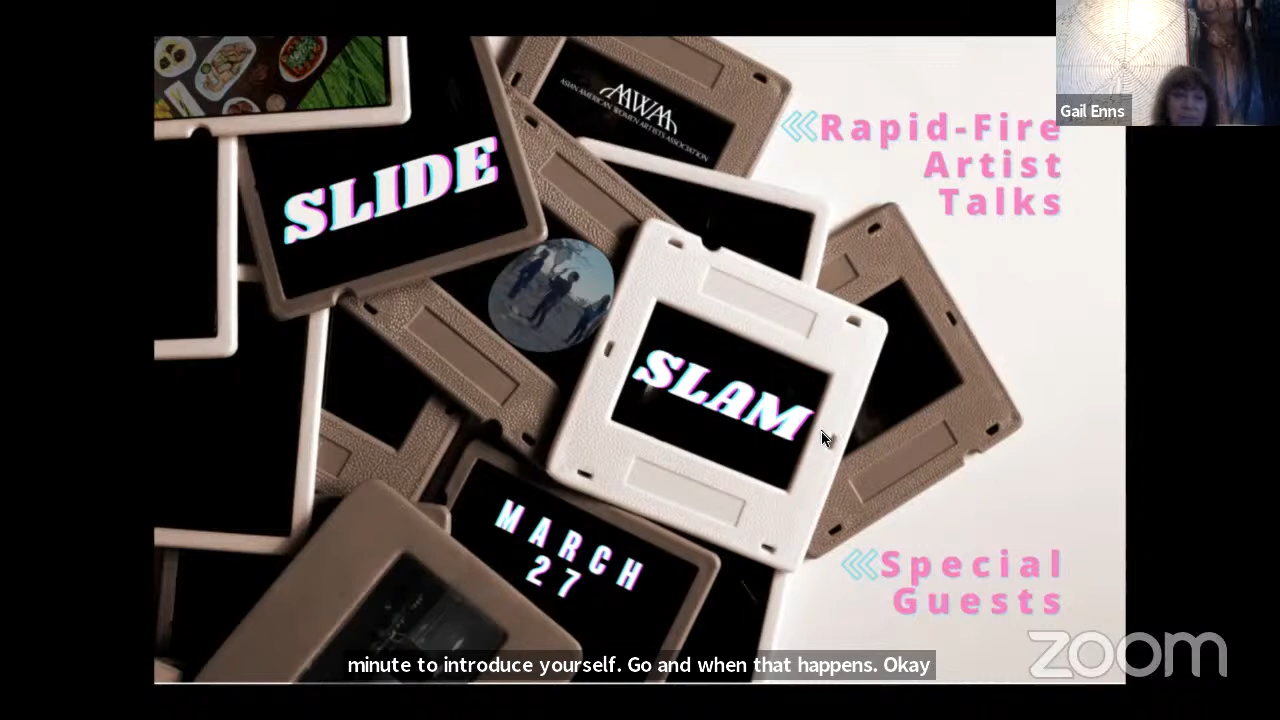 Gail Enns
AAWAA
ASIAN AMERICAN WOMEN ARTISTS ASSOCIATION
SLIDE
Rapid-Fire
Artist
Talks
SLAM
MARCH
27
Special
Guests
minute to introduce yourself. Go and when that happens. Okay
zoom